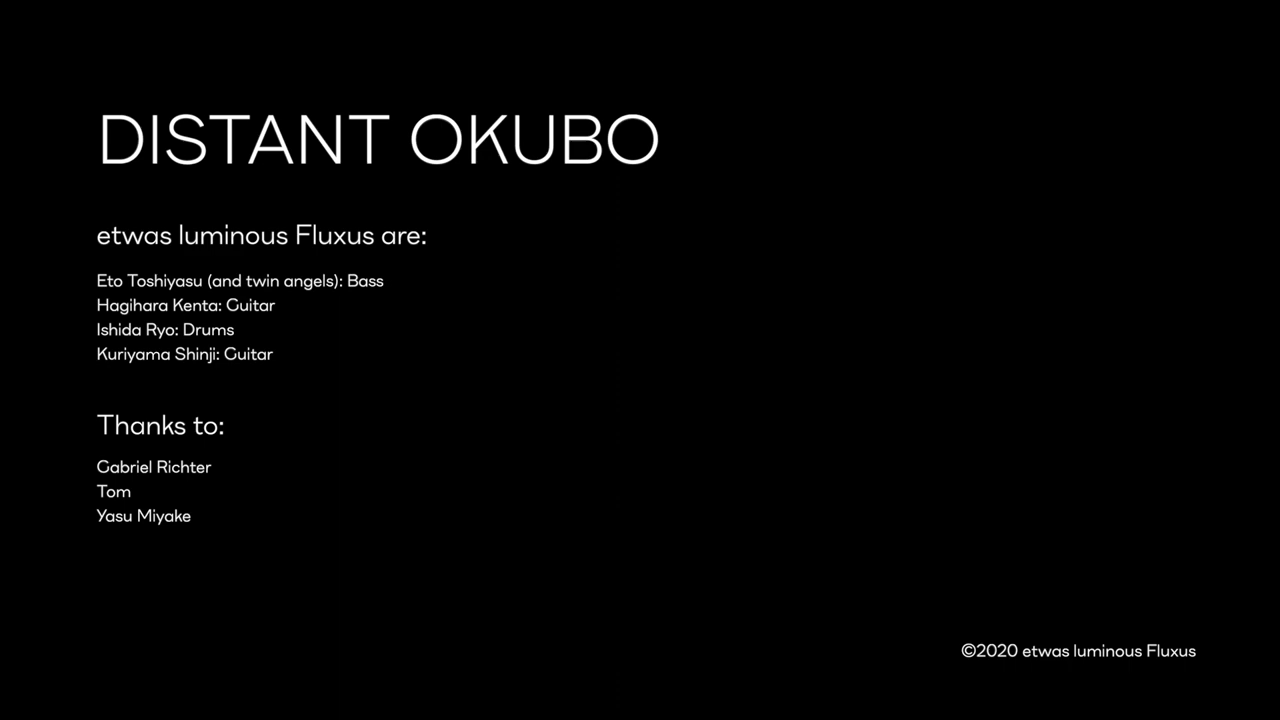 DISTANT OKUBO
etwas luminous Fluxus are:
Eto Toshiyasu (and twin angels): Bass
Hagihara Kenta: Guitar
Ishida Ryo: Drums
Kuriyama Shinji: Guitar
Thanks to:
Gabriel Richter
Tom
Yasu Miyake
©2020 etwas luminous Fluxus